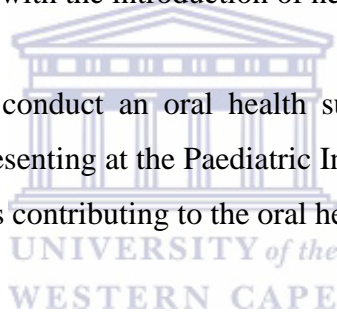 with the introduction of he
conduct an oral health su
esenting at the Paediatric In
s contributing to the oral he
UNIVERSITY of the
WESTERN CAPE